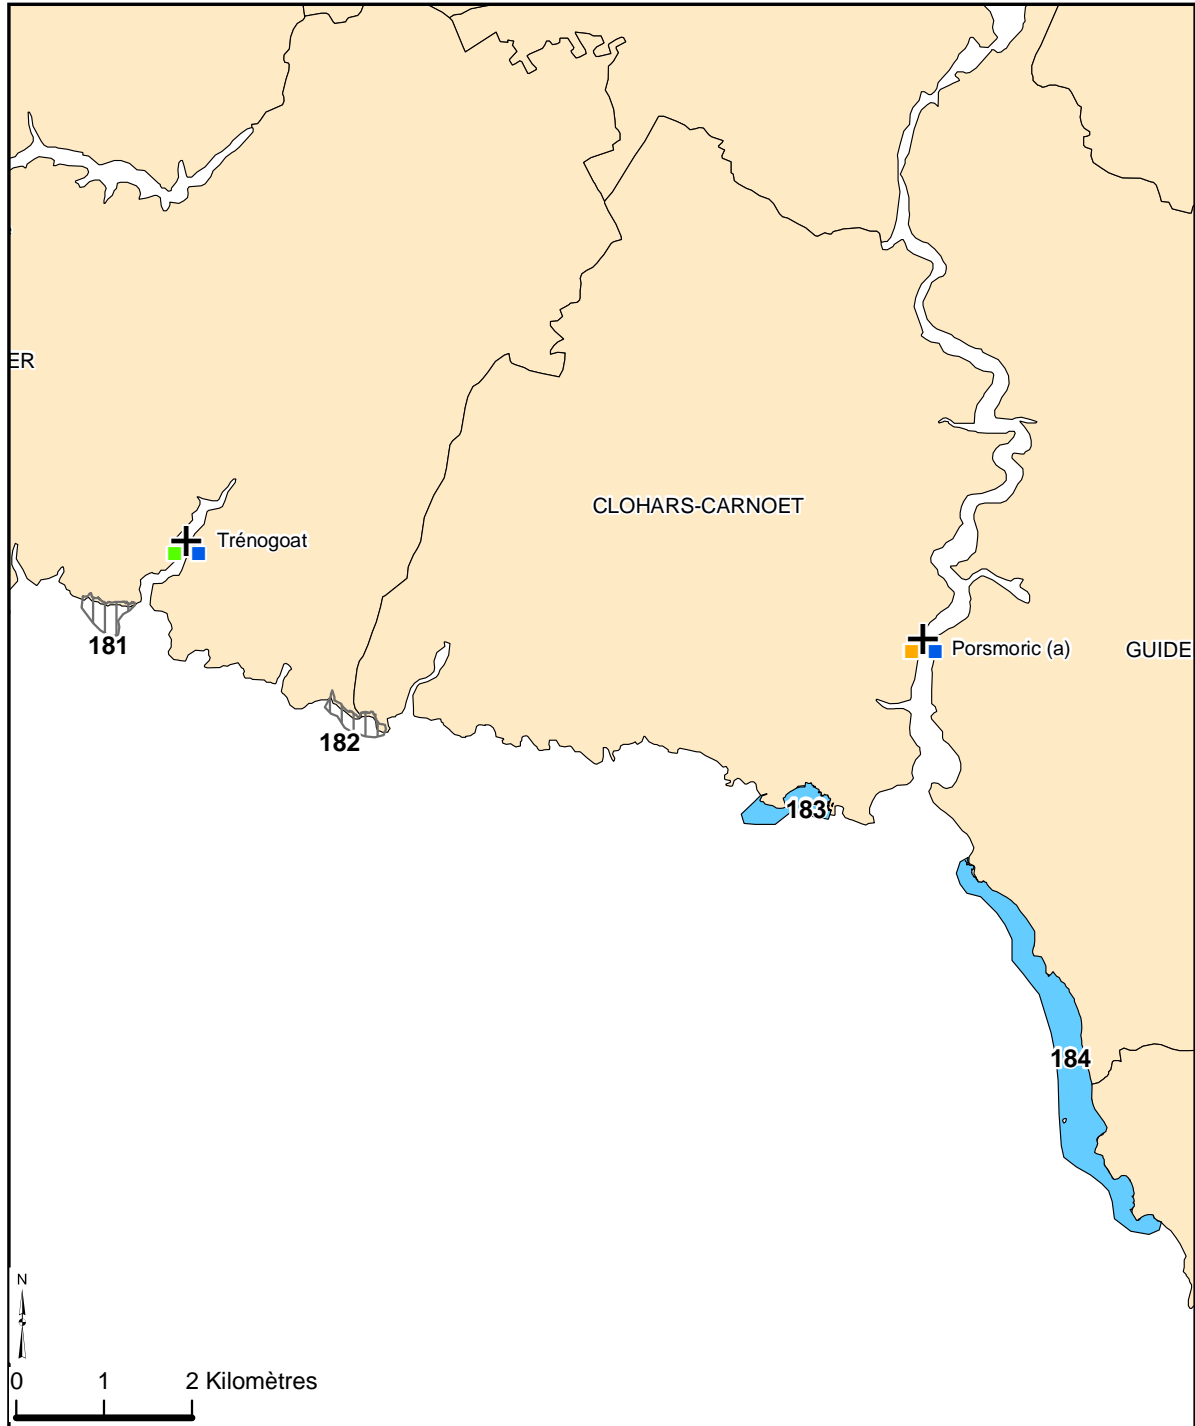 ER
CLOHARS-CARNOET
Trénogoat
181
Porsmoric (a)
GUIDE
182
183
184
N
0 1 2 Kilomètres